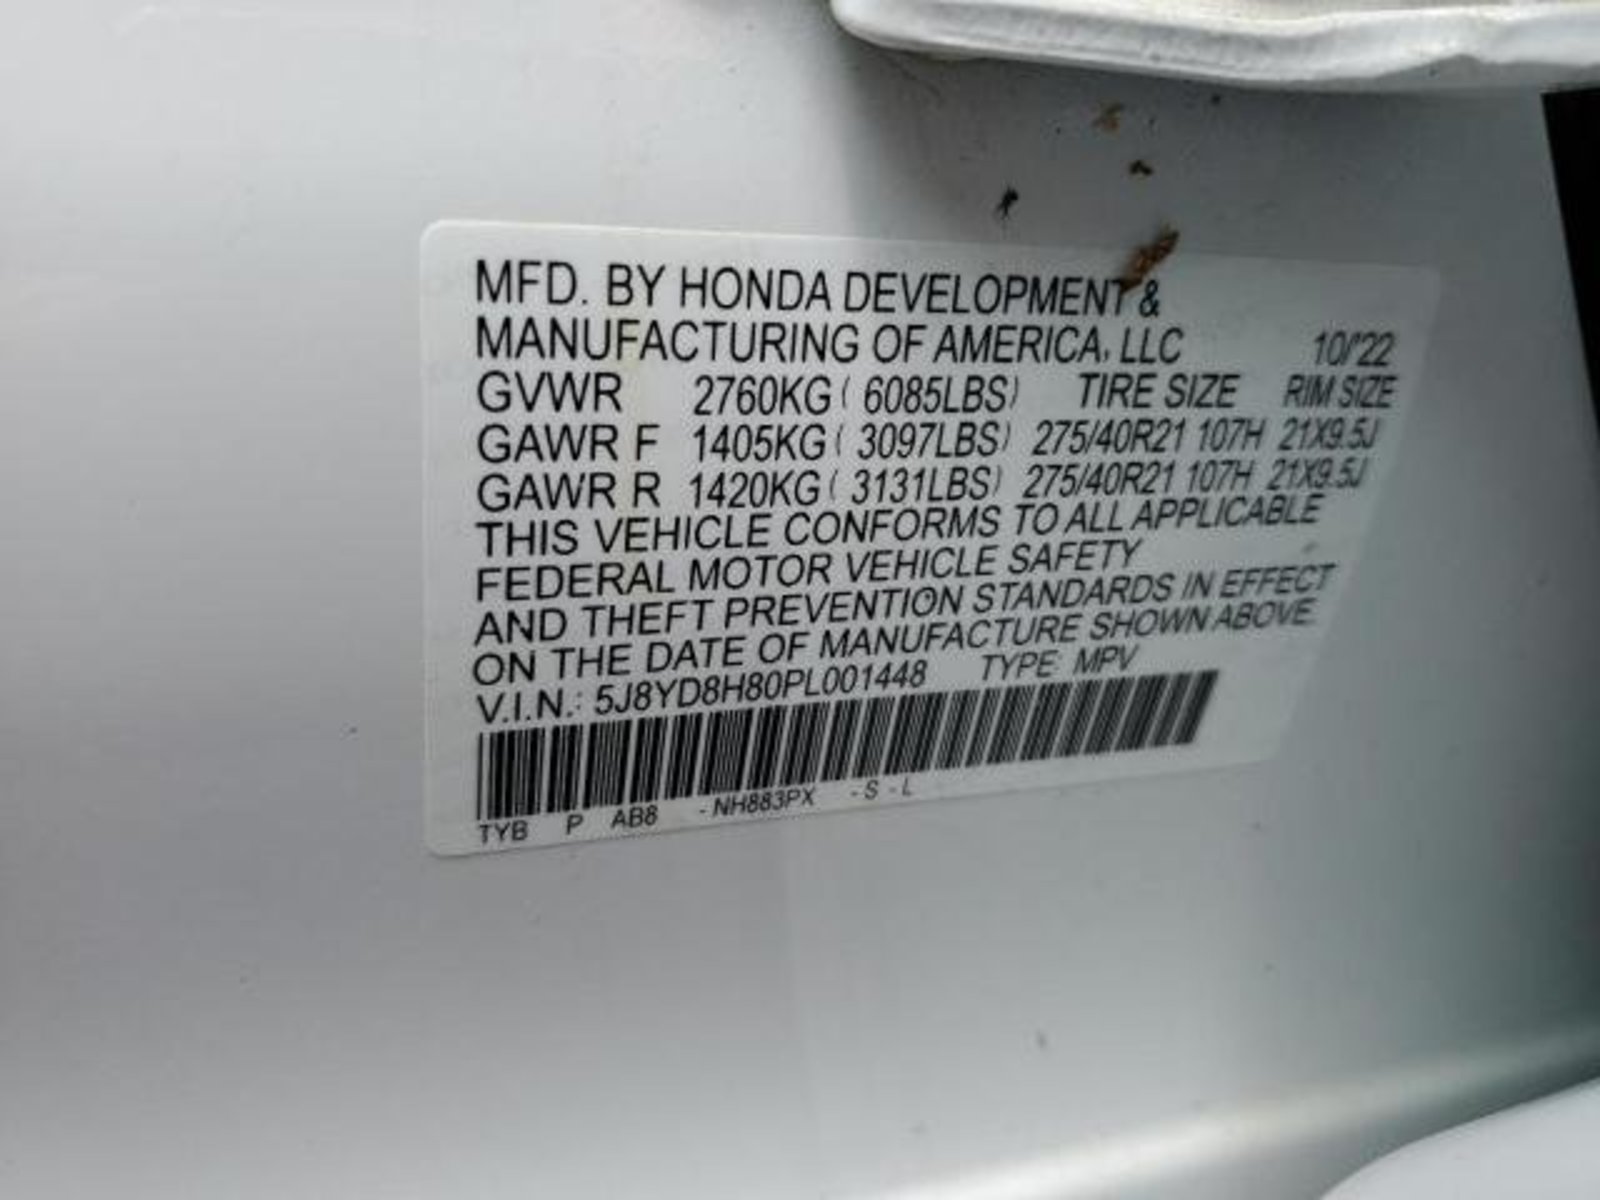 MFD. BY HONDA DEVELOPMENT &
MANUFACTURING OF AMERICA, LLC 10/'22
GVWR 2760KG ( 6085LBS) TIRE SIZE RIM SIZE
GAWR F 1405KG ( 3097LBS) 275/40R21 107H 21X9.5J
GAWR R 1420KG ( 3131LBS) 275/40R21 107H 21X9.5J
THIS VEHICLE CONFORMS TO ALL APPLICABLE
FEDERAL MOTOR VEHICLE SAFETY
AND THEFT PREVENTION STANDARDS IN EFFECT
ON THE DATE OF MANUFACTURE SHOWN ABOVE.
V.I.N.: 5J8YD8H80PL001448 TYPE: MPV
TYB P AB8 - NH883PX - S - L